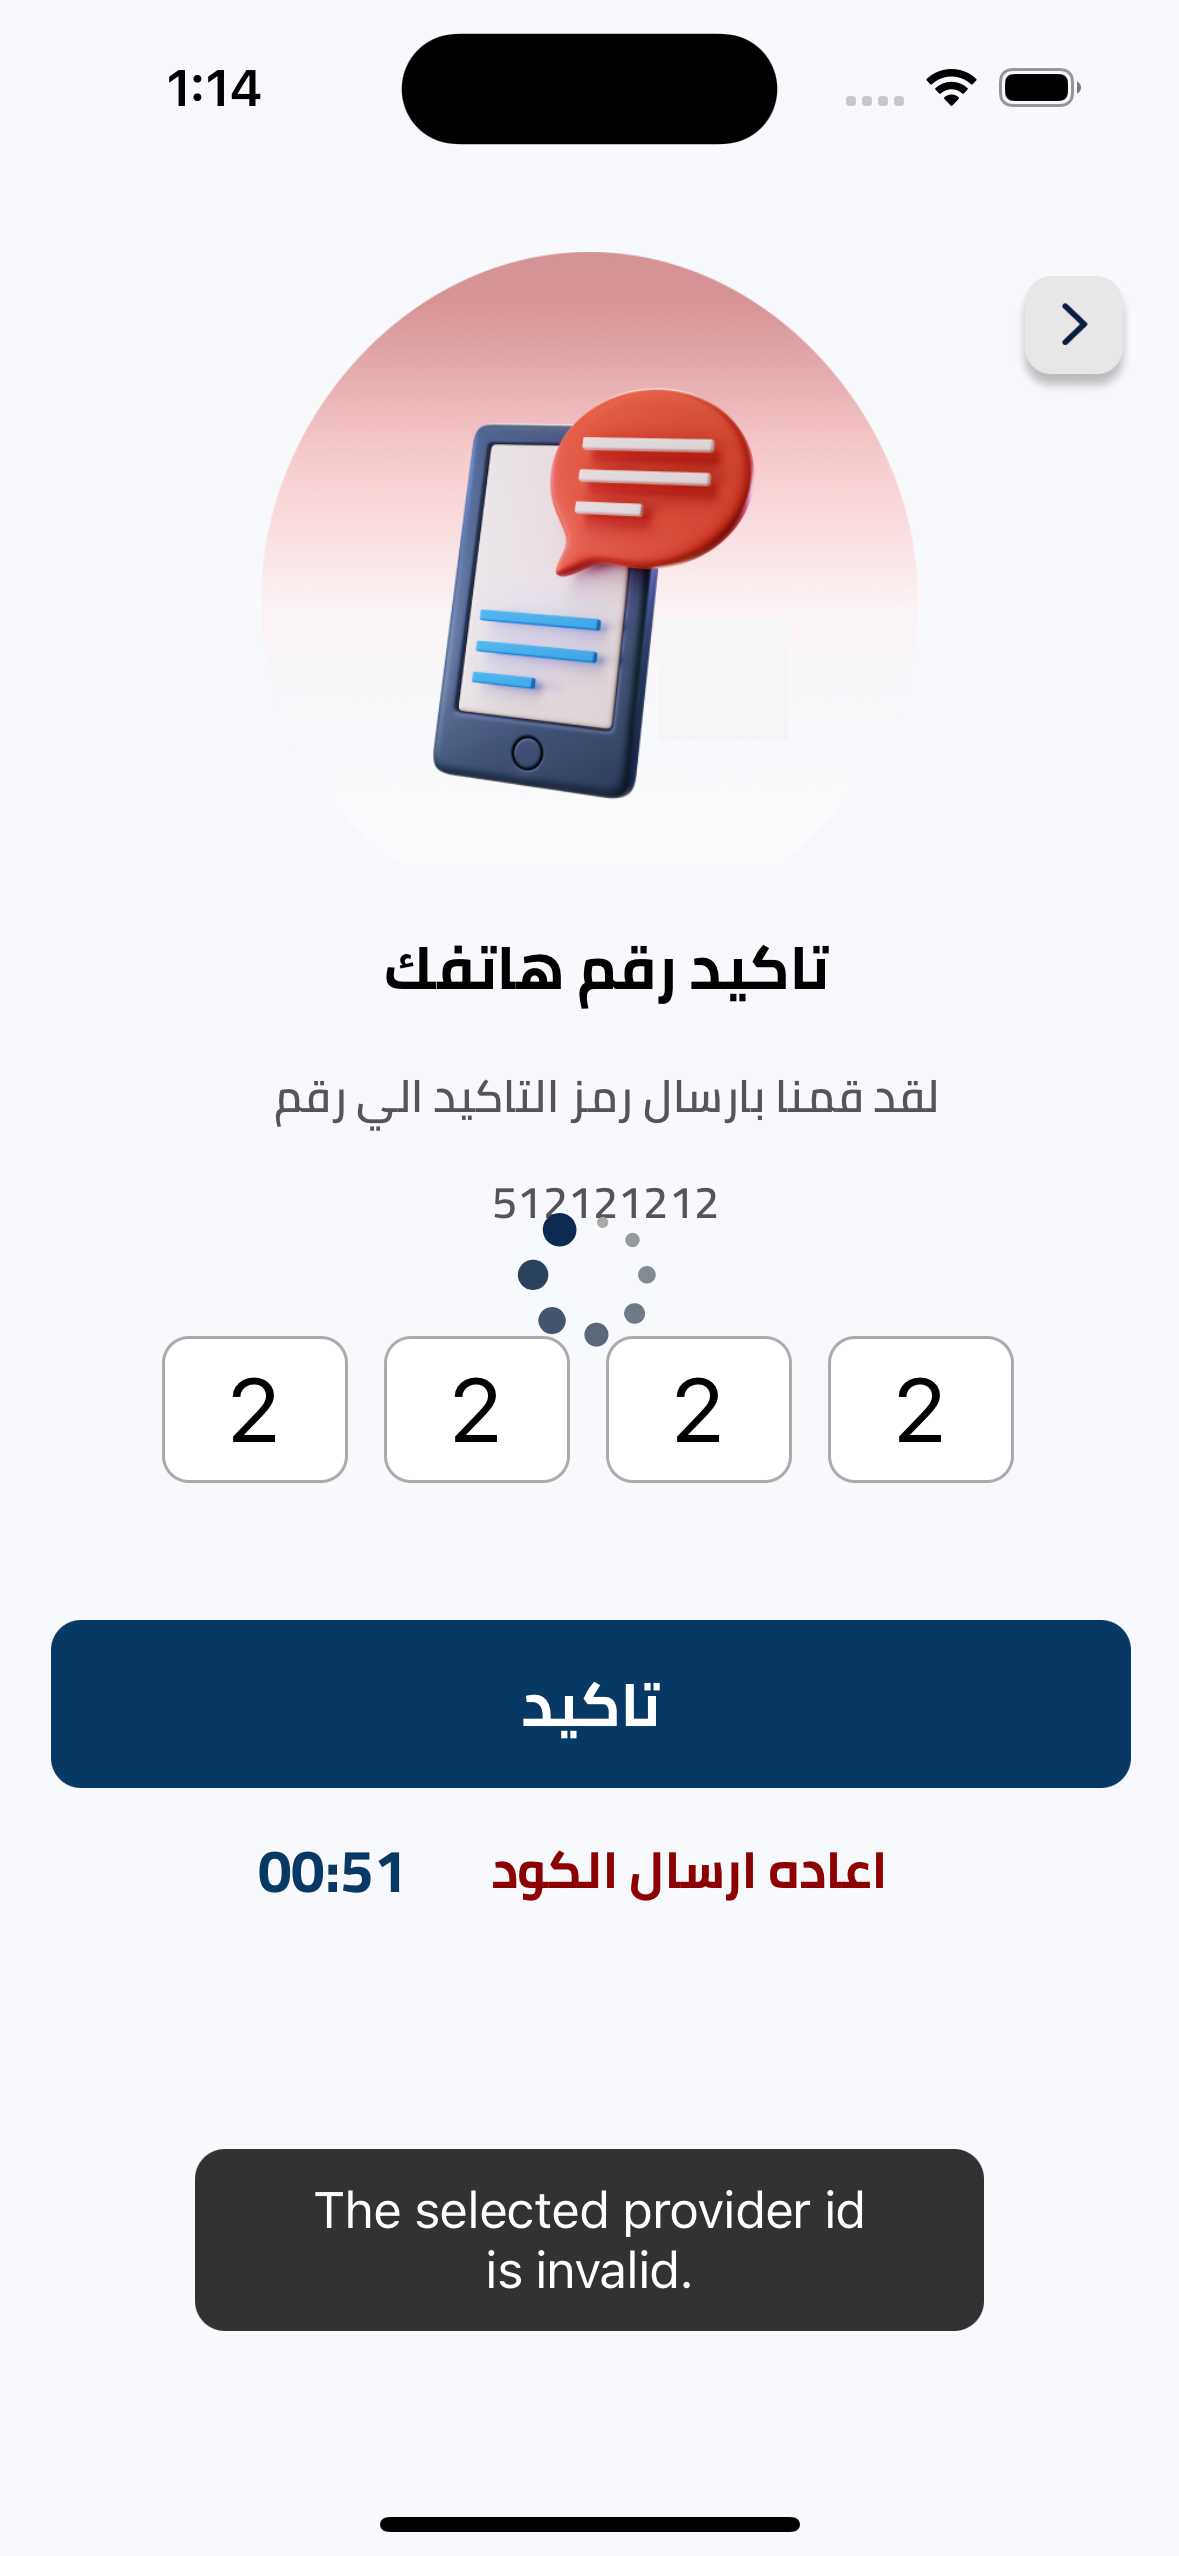 1:14
تاكيد رقم هاتفك
لقد قمنا بارسال رمز التاكيد الي رقم
512121212
2 2 2 2
تاكيد
اعاده ارسال الكود 00:51
The selected provider id
is invalid.